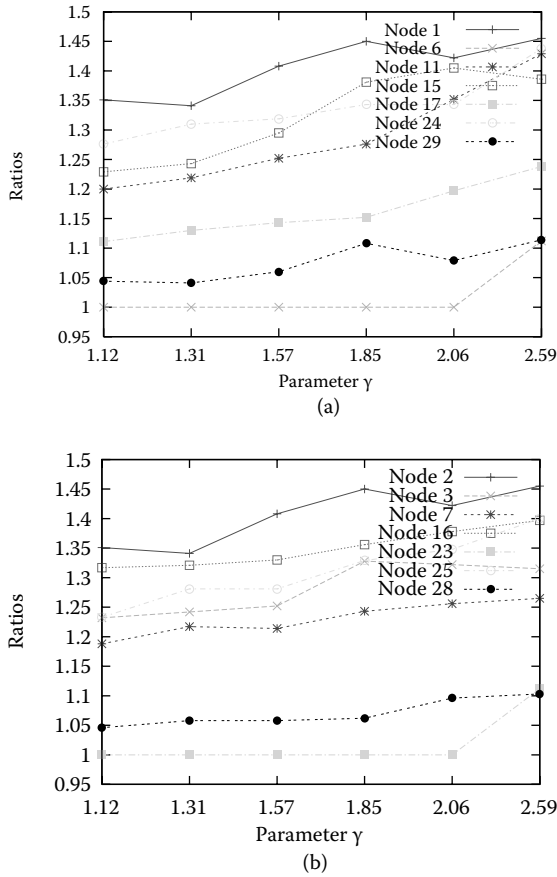 1.5
1.45
1.4
1.35
1.3
1.25
1.2
1.15
1.1
1.05
1
0.95
Ratios
Node 1
Node 6
Node 11
Node 15
Node 17
Node 24
Node 29
1.12 1.31 1.57 1.85 2.06 2.59
Parameter γ
(a)
1.5
1.45
1.4
1.35
1.3
1.25
1.2
1.15
1.1
1.05
1
0.95
Ratios
Node 2
Node 3
Node 7
Node 16
Node 23
Node 25
Node 28
1.12 1.31 1.57 1.85 2.06 2.59
Parameter γ
(b)